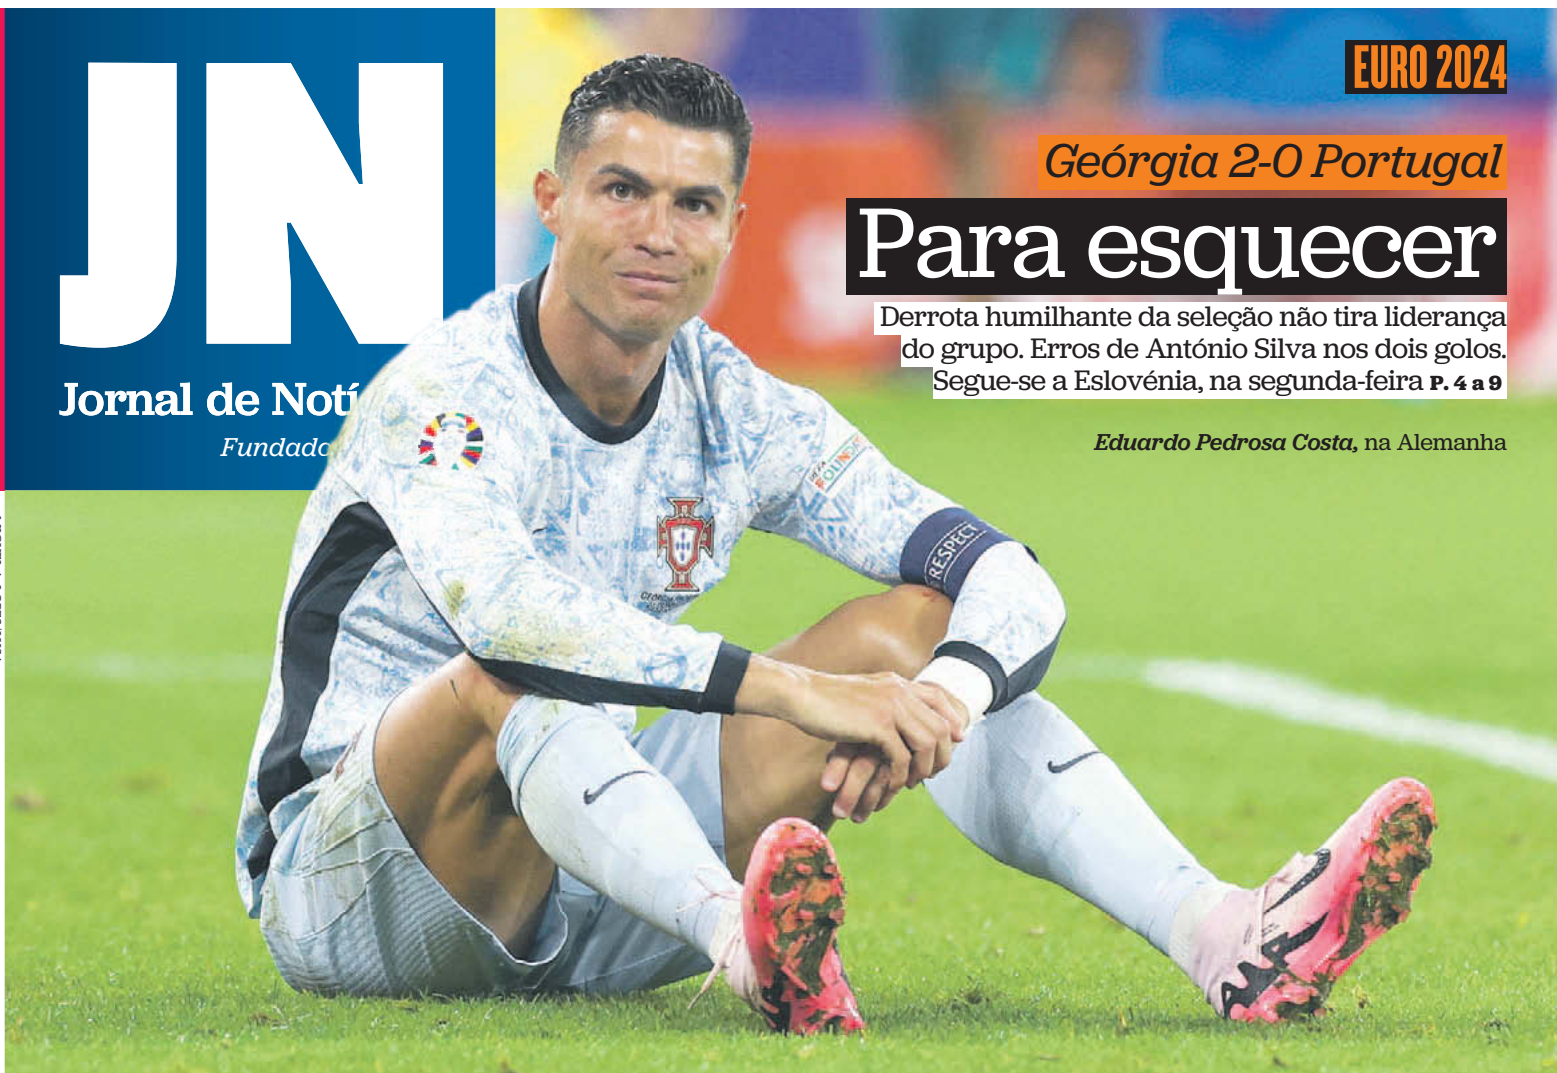 JN
Jornal de Notí
Fundado
EURO 2024
Geórgia 2-0 Portugal
Para esquecer
Derrota humilhante da seleção não tira liderança
do grupo. Erros de António Silva nos dois golos.
Segue-se a Eslovénia, na segunda-feira P. 4 a 9
Eduardo Pedrosa Costa, na Alemanha
RESPECT